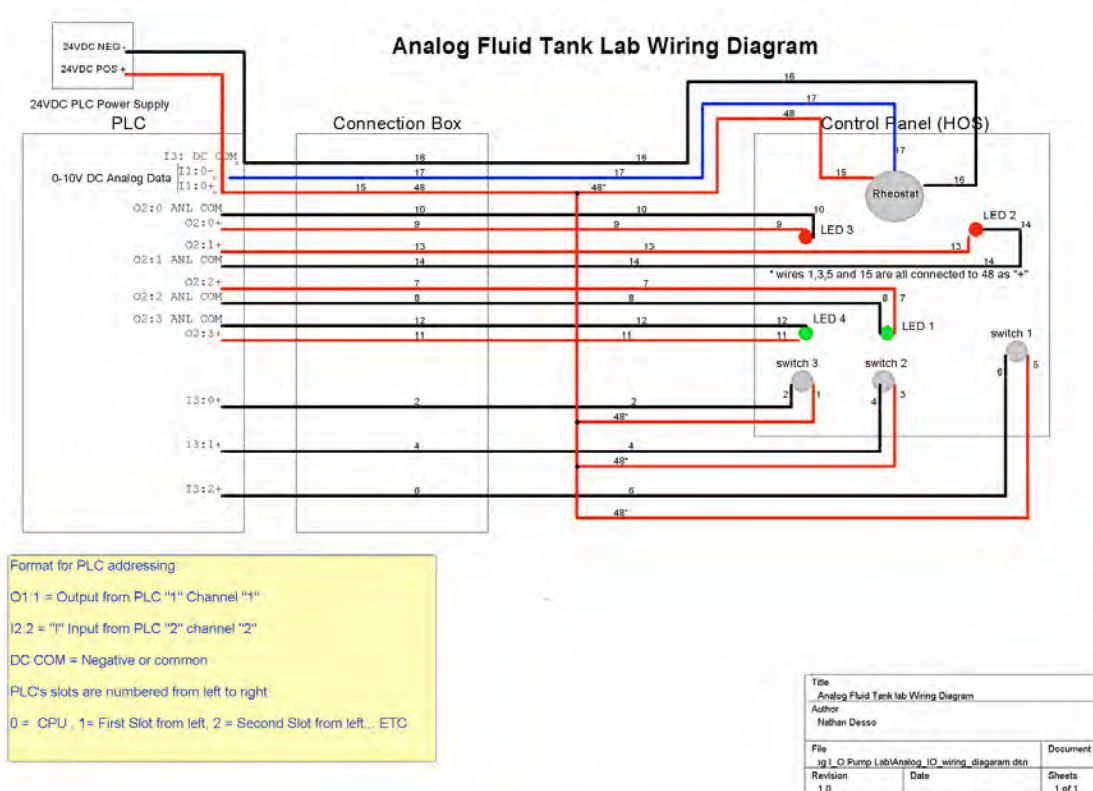 Analog Fluid Tank Lab Wiring Diagram
24VDC NEG -
24VDC POS +
24VDC PLC Power Supply
PLC
Connection Box
Control Panel (HOS)
16
17
48
I3: DC COM
16
16
17
0-10V DC Analog Data
I1:0-
17
17
15
16
I1:0+
15
48
48*
Rheostat
O2:0 ANL COM
10
10
10
O2:0+
9
9
9
LED 3
LED 2
14
O2:1+
13
13
13
O2:1 ANL COM
14
14
14
* wires 1,3,5 and 15 are all connected to 48 as "+"
O2:2+
7
7
O2:2 ANL COM
8
8
8
7
O2:3 ANL COM
12
12
12
LED 4
LED 1
O2:3+
11
11
11
switch 1
switch 3
switch 2
6
5
I3:0+
2
2
2
1
4
3
48*
I3:1+
4
4
48*
I3:2+
6
6
48*
Format for PLC addressing:
O1:1 = Output from PLC "1" Channel "1"
I2:2 = "I" Input from PLC "2" channel "2"
DC COM = Negative or common
PLC's slots are numbered from left to right
0 = CPU , 1= First Slot from left, 2 = Second Slot from left... ETC
Title
Analog Fluid Tank lab Wiring Diagram
Author
Nathan Desso
File
Document
og I_O Pump Lab\Analog_IO_wiring_diagaram.dsn
Revision
Date
Sheets
1.0
1 of 1